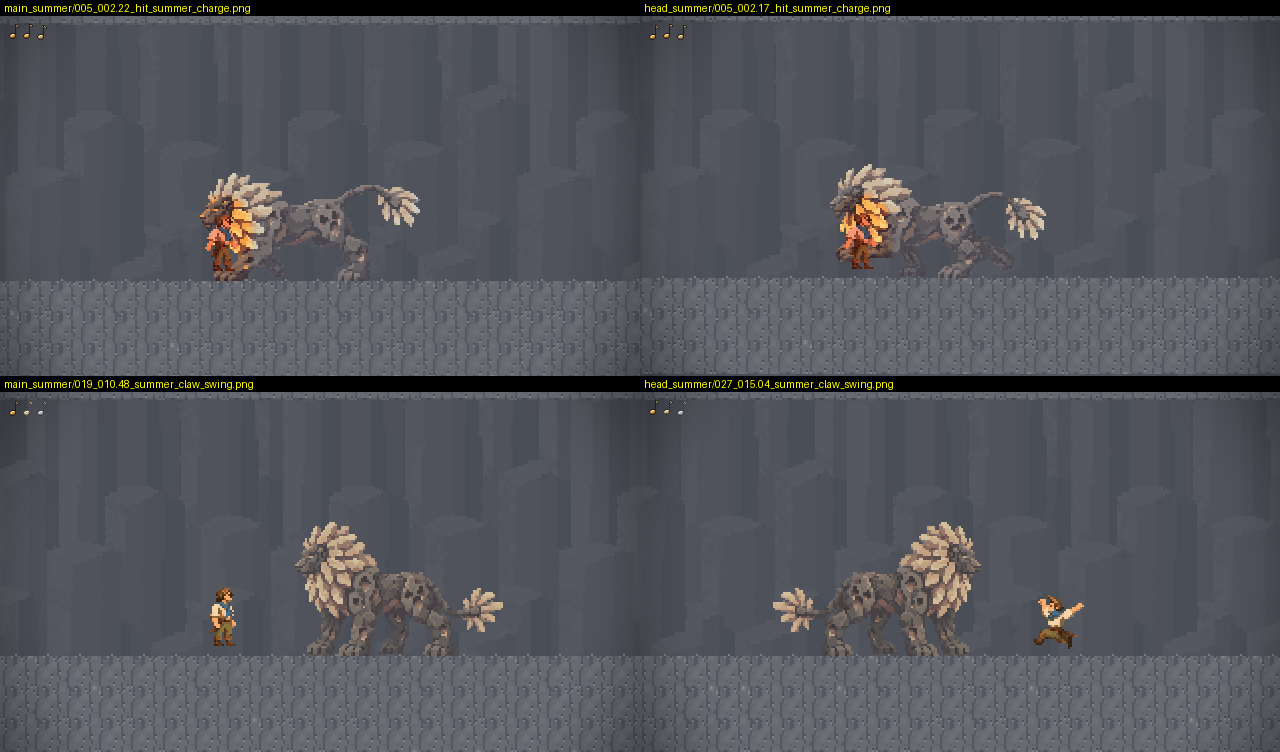 main_summer/005_002.22_hit_summer_charge.png
head_summer/005_002.17_hit_summer_charge.png
main_summer/019_010.48_summer_claw_swing.png
head_summer/027_015.04_summer_claw_swing.png